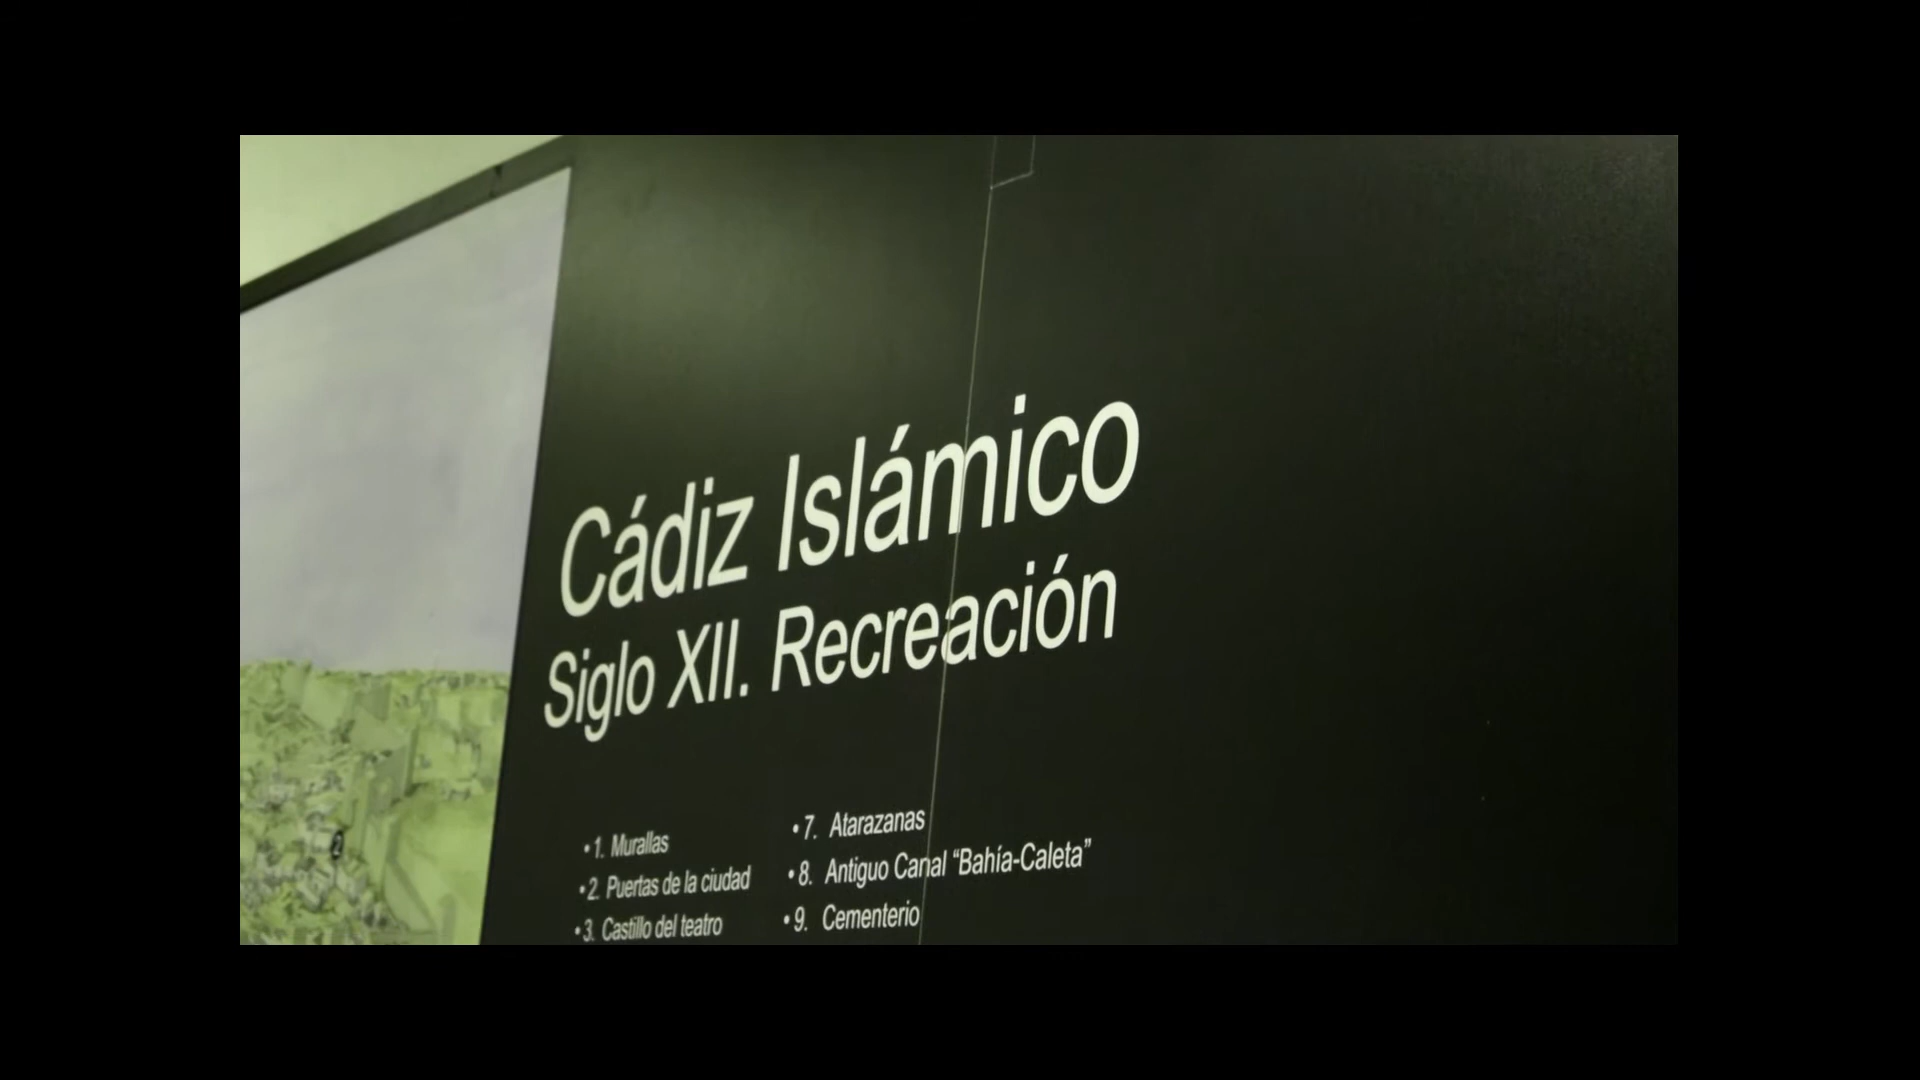 Cádiz Islámico
Siglo XII. Recreación
• 1. Murallas
• 2. Puertas de la ciudad
• 3. Castillo del teatro
• 7. Atarazanas
• 8. Antiguo Canal “Bahía-Caleta”
• 9. Cementerio
2